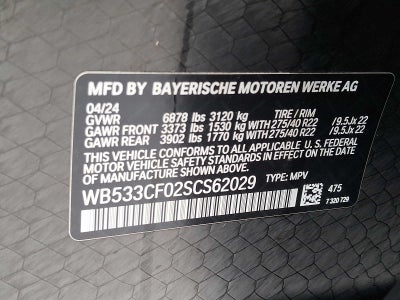 MFD BY BAYERISCHE MOTOREN WERKE AG
04/24
GVWR 6878 lbs 3120 kg TIRE / RIM
GAWR FRONT 3373 lbs 1530 kg WITH 275/40 R22 /9.5Jx 22
GAWR REAR 3902 lbs 1770 kg WITH 275/40 R22 /9.5Jx 22
THIS VEHICLE CONFORMS TO ALL APPLICABLE U.S. FEDERAL
MOTOR VEHICLE SAFETY STANDARDS IN EFFECT ON THE DATE
OF MANUFACTURE SHOWN ABOVE.
WB533CF02SCS62029 TYPE: MPV 475
7 320 729